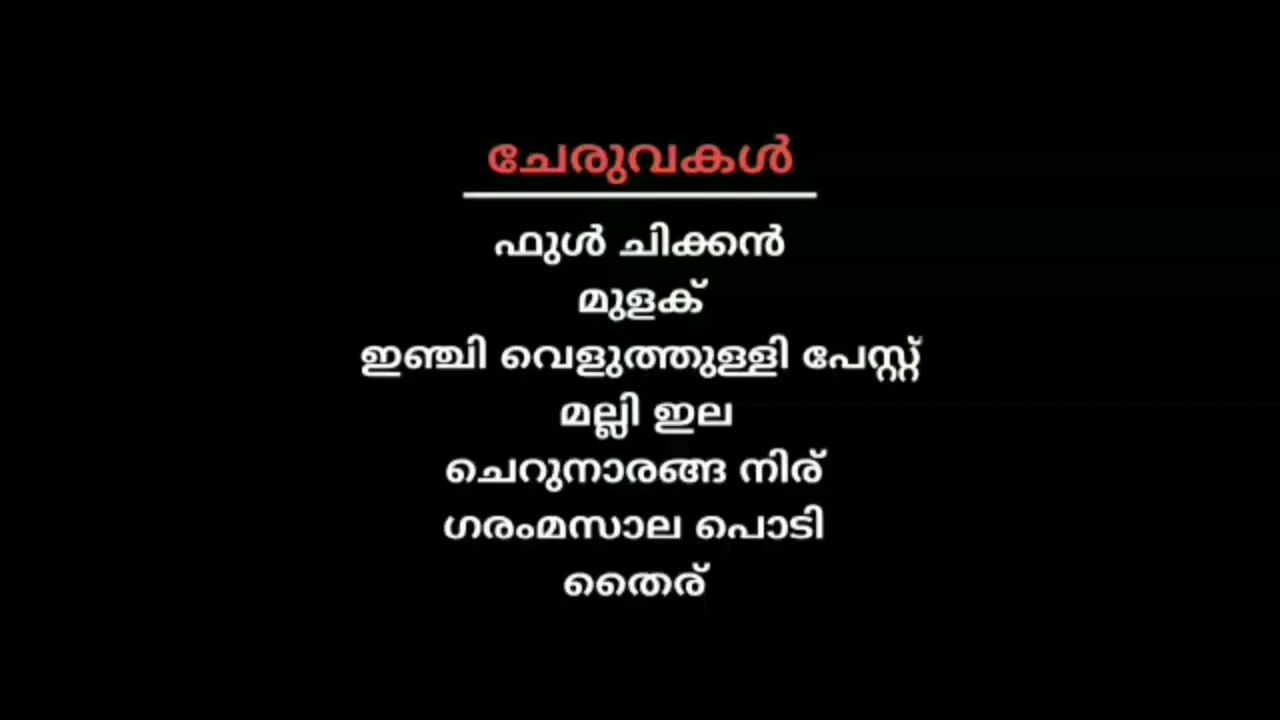 ചേരുവകൾ
ഫുൾ ചിക്കൻ
മുളക്
ഇഞ്ചി വെളുത്തുള്ളി പേസ്റ്റ്
മല്ലി ഇല
ചെറുനാരങ്ങ നിര്
ഗരംമസാല പൊടി
തൈര്